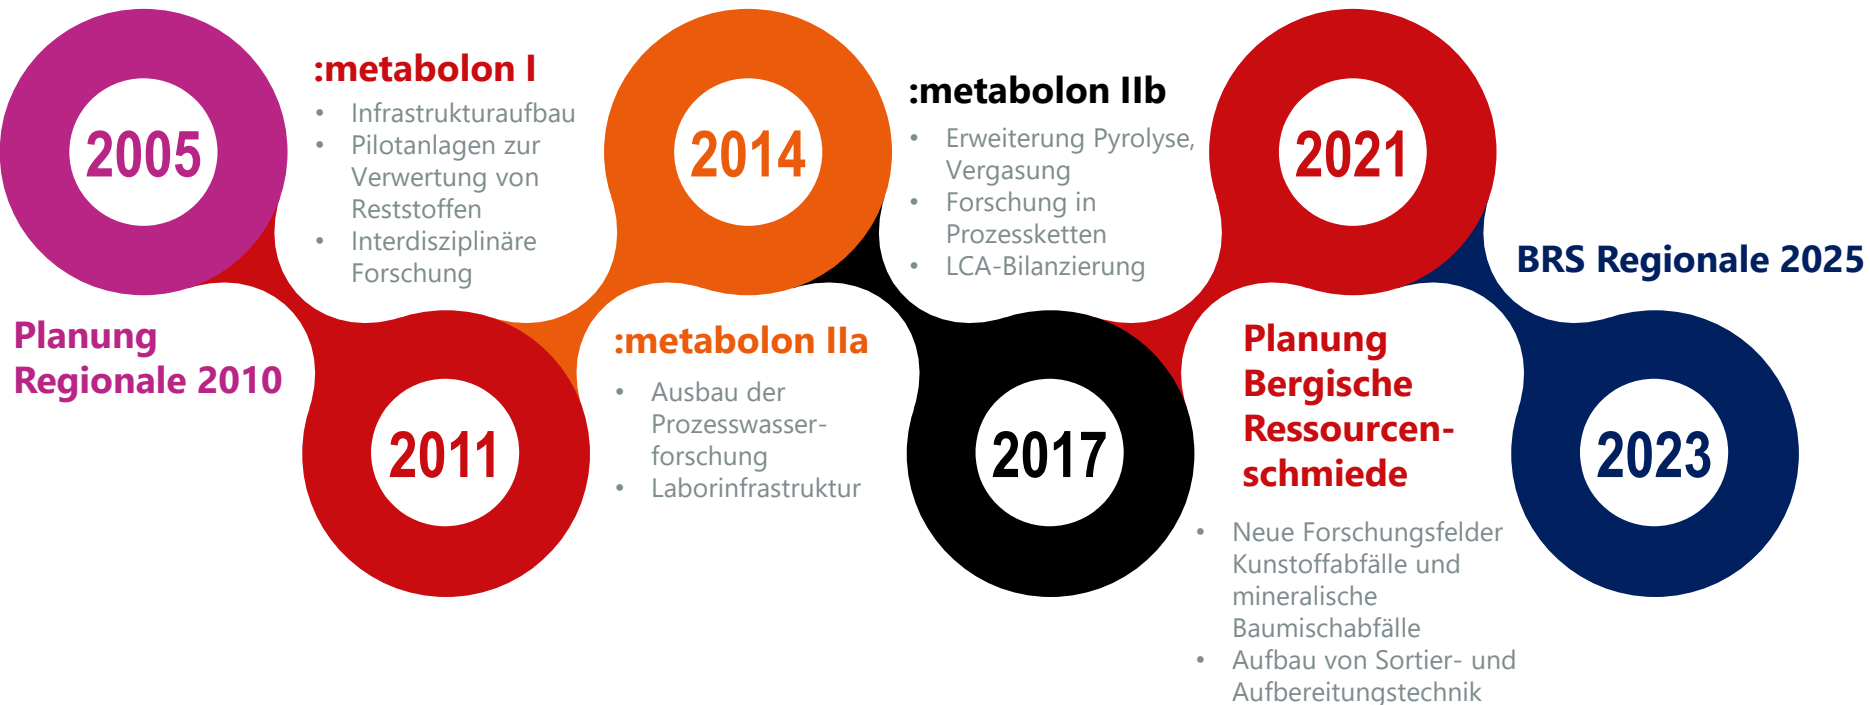 2005
Planung
Regionale 2010
:metabolon I
• Infrastrukturaufbau
• Pilotanlagen zur
Verwertung von
Reststoffen
• Interdisziplinäre
Forschung
2011
2014
:metabolon IIa
• Ausbau der
Prozesswasser-
forschung
• Laborinfrastruktur
:metabolon IIb
• Erweiterung Pyrolyse,
Vergasung
• Forschung in
Prozessketten
• LCA-Bilanzierung
2017
2021
Planung
Bergische
Ressourcen-
schmiede
• Neue Forschungsfelder
Kunstoffabfälle und
mineralische
Baumischabfälle
• Aufbau von Sortier- und
Aufbereitungstechnik
BRS Regionale 2025
2023